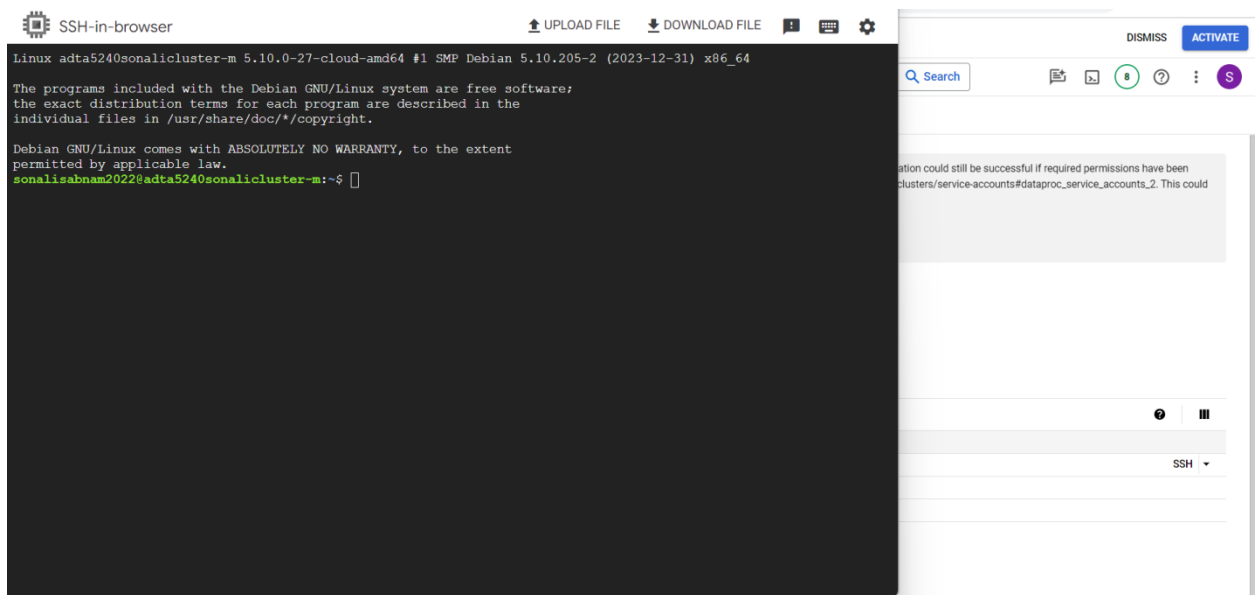 SSH-in-browser
UPLOAD FILE
DOWNLOAD FILE
Linux adta5240sonalicluster-m 5.10.0-27-cloud-amd64 #1 SMP Debian 5.10.205-2 (2023-12-31) x86_64
The programs included with the Debian GNU/Linux system are free software;
the exact distribution terms for each program are described in the
individual files in /usr/share/doc/*/copyright.
Debian GNU/Linux comes with ABSOLUTELY NO WARRANTY, to the extent
permitted by applicable law.
sonalisabnam2022@adta5240sonalicluster-m:~$
DISMISS
ACTIVATE
Search
8
S
ation could still be successful if required permissions have been
clusters/service-accounts#dataproc_service_accounts_2. This could
SSH